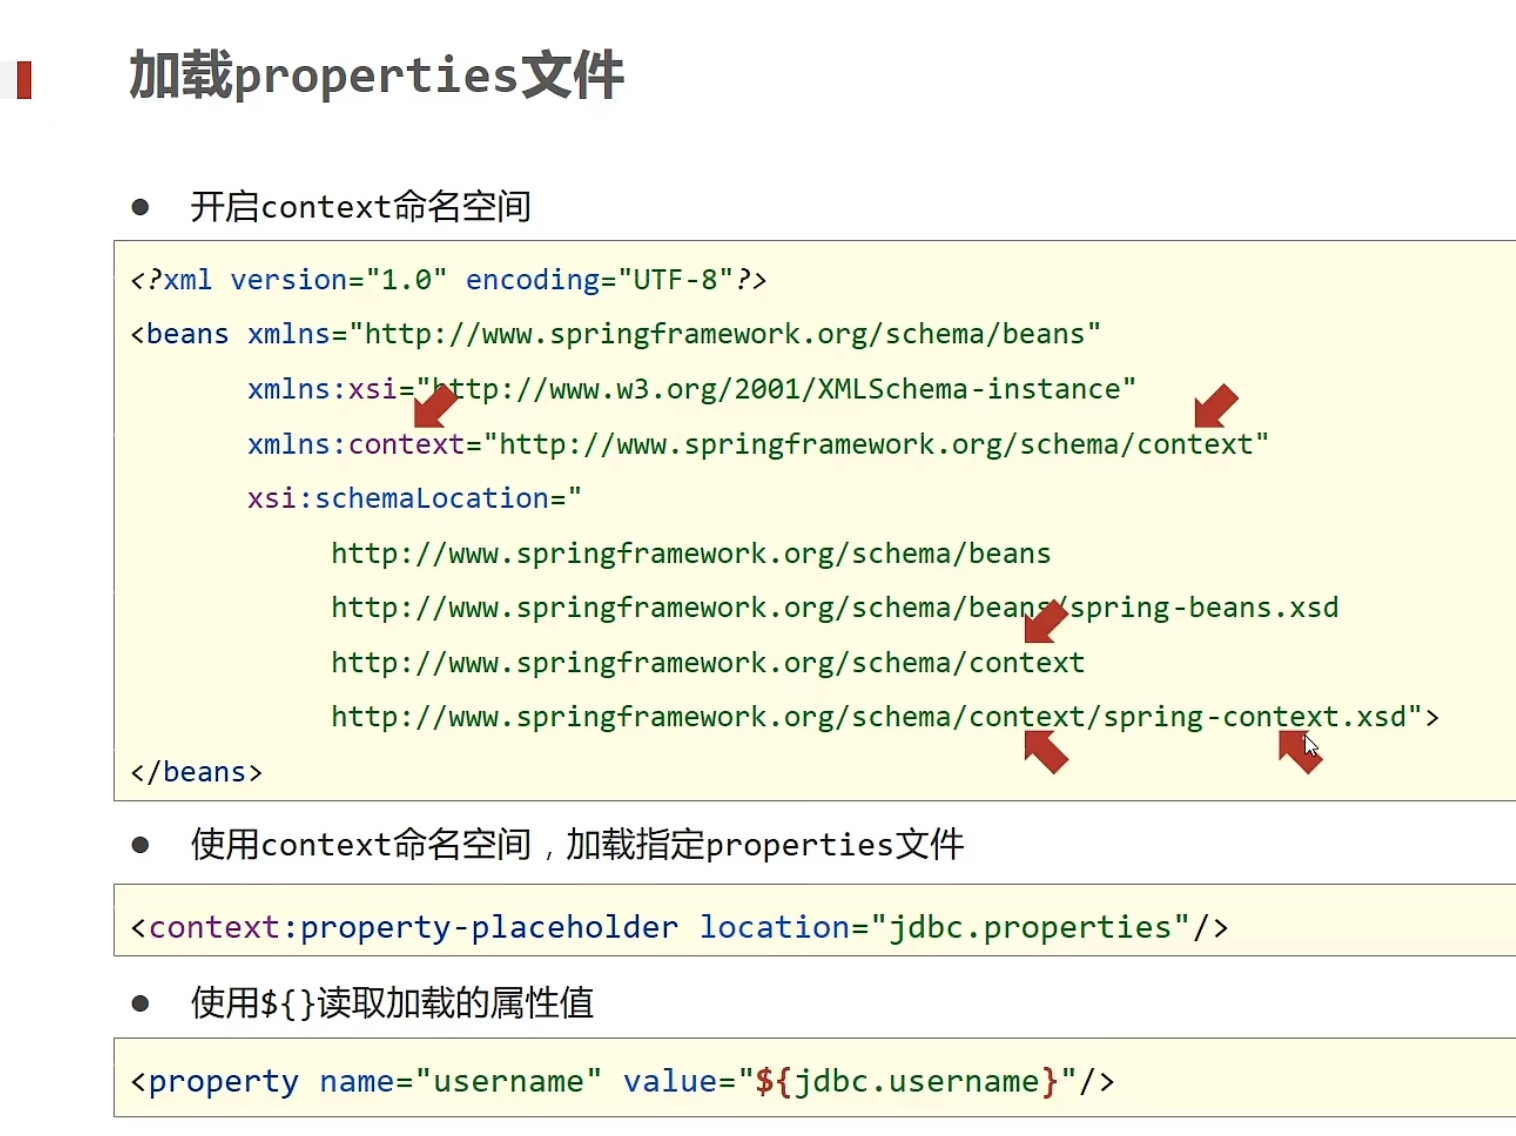 加载properties文件
● 开启context命名空间
<?xml version="1.0" encoding="UTF-8"?>
<beans xmlns="http://www.springframework.org/schema/beans"
xmlns:xsi="http://www.w3.org/2001/XMLSchema-instance"
xmlns:context="http://www.springframework.org/schema/context"
xsi:schemaLocation="
http://www.springframework.org/schema/beans
http://www.springframework.org/schema/beans/spring-beans.xsd
http://www.springframework.org/schema/context
http://www.springframework.org/schema/context/spring-context.xsd">
</beans>
● 使用context命名空间，加载指定properties文件
<context:property-placeholder location="jdbc.properties"/>
● 使用${}读取加载的属性值
<property name="username" value="${jdbc.username}"/>